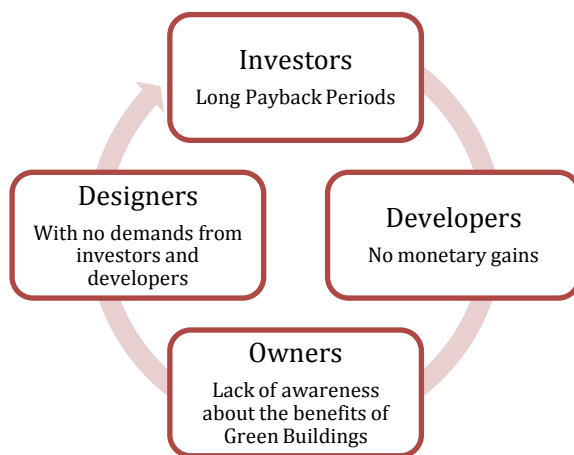 Investors
Long Payback Periods
Developers
No monetary gains
Owners
Lack of awareness
about the benefits of
Green Buildings
Designers
With no demands from
investors and
developers